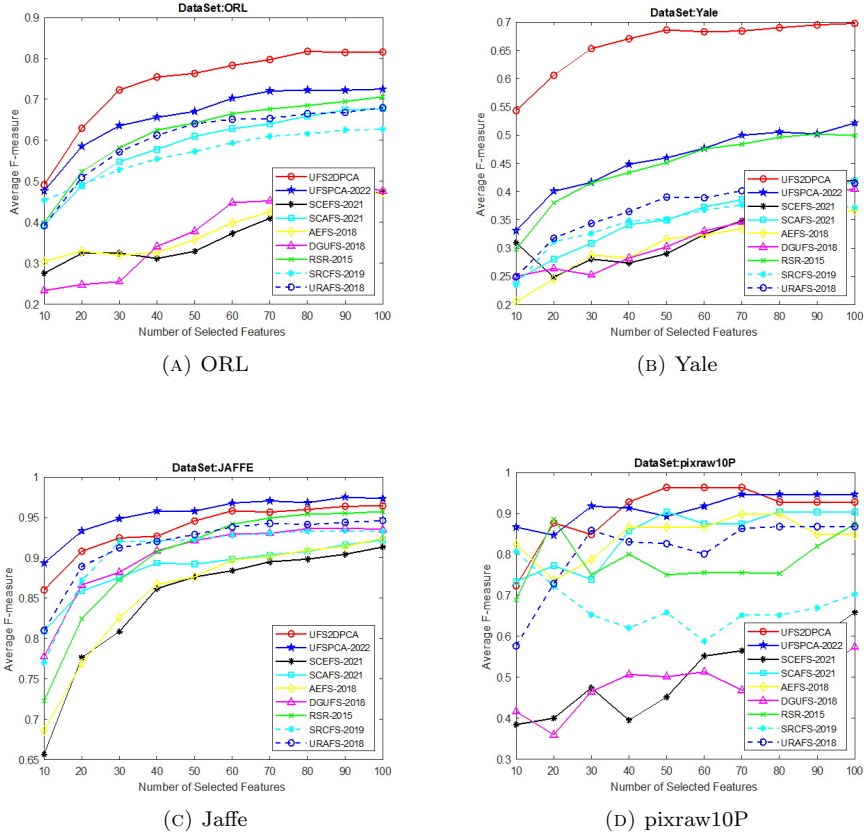 DataSet:ORL
0.9
0.8
0.7
0.6
0.5
0.4
0.3
0.2
Average F-measure
10 20 30 40 50 60 70 80 90 100
Number of Selected Features
UFS2DPCA
UFSPCA-2022
SCEFS-2021
SCAFS-2021
AEFS-2018
DGUFS-2018
RSR-2015
SRCFS-2019
URAFS-2018
(A) ORL
DataSet:Yale
0.7
0.65
0.6
0.55
0.5
0.45
0.4
0.35
0.3
0.25
0.2
Average F-measure
10 20 30 40 50 60 70 80 90 100
Number of Selected Features
UFS2DPCA
UFSPCA-2022
SCEFS-2021
SCAFS-2021
AEFS-2018
DGUFS-2018
RSR-2015
SRCFS-2019
URAFS-2018
(B) Yale
DataSet:JAFFE
1
0.95
0.9
0.85
0.8
0.75
0.7
0.65
Average F-measure
10 20 30 40 50 60 70 80 90 100
Number of Selected Features
UFS2DPCA
UFSPCA-2022
SCEFS-2021
SCAFS-2021
AEFS-2018
DGUFS-2018
RSR-2015
SRCFS-2019
URAFS-2018
(C) Jaffe
DataSet:pixraw10P
1
0.9
0.8
0.7
0.6
0.5
0.4
0.3
Average F-measure
10 20 30 40 50 60 70 80 90 100
Number of Selected Features
UFS2DPCA
UFSPCA-2022
SCEFS-2021
SCAFS-2021
AEFS-2018
DGUFS-2018
RSR-2015
SRCFS-2019
URAFS-2018
(D) pixraw10P